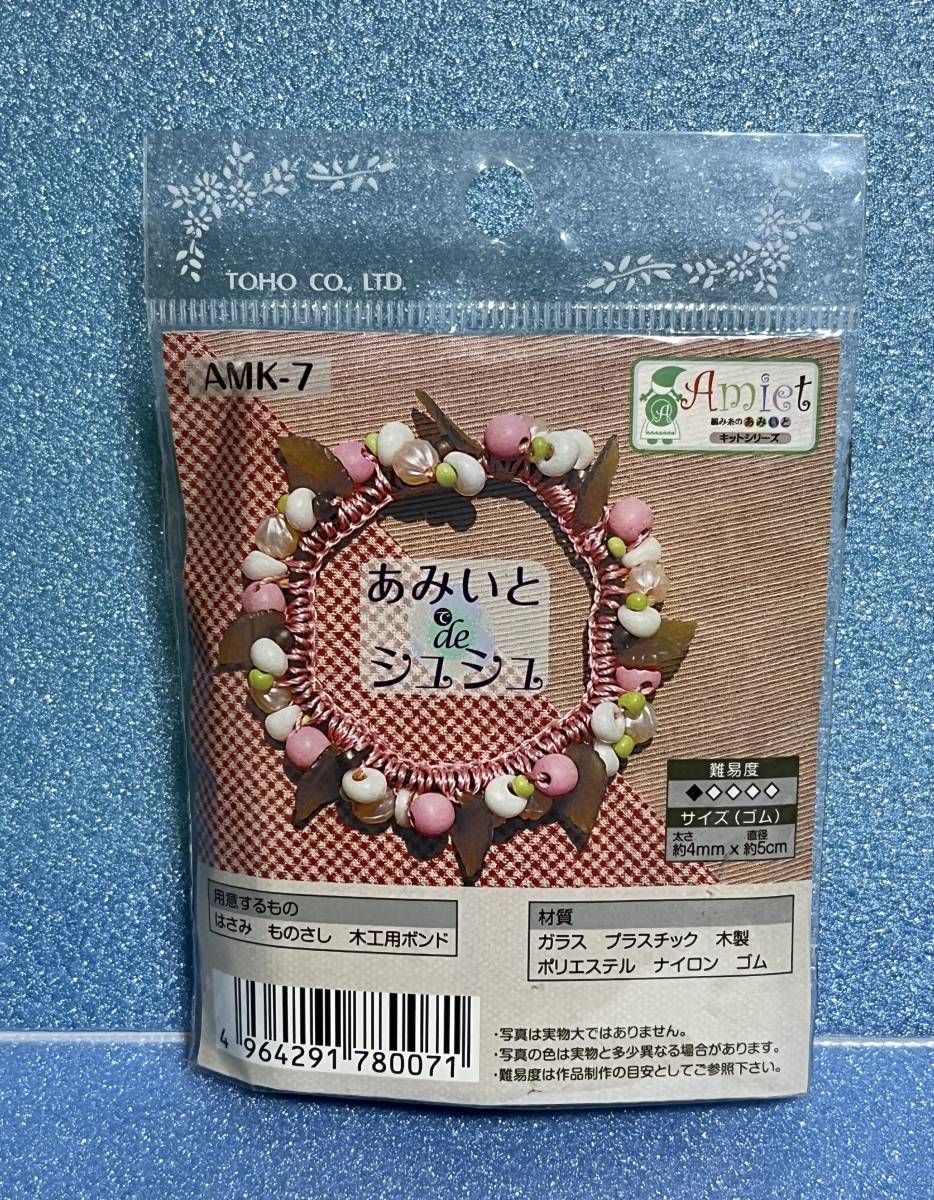 TOHO CO., LTD.
AMK-7
A
Amiet
編み糸のあみいと
キットシリーズ
あみいと
で
de
シュシュ
難易度
◆◇◇◇◇
サイズ(ゴム)
太さ 直径
約4mm x 約5cm
用意するもの
はさみ ものさし 木工用ボンド
材質
ガラス プラスチック 木製
ポリエステル ナイロン ゴム
4 964291 780071
・写真は実物大ではありません。
・写真の色は実物と多少異なる場合があります。
・難易度は作品制作の目安としてご参照下さい。